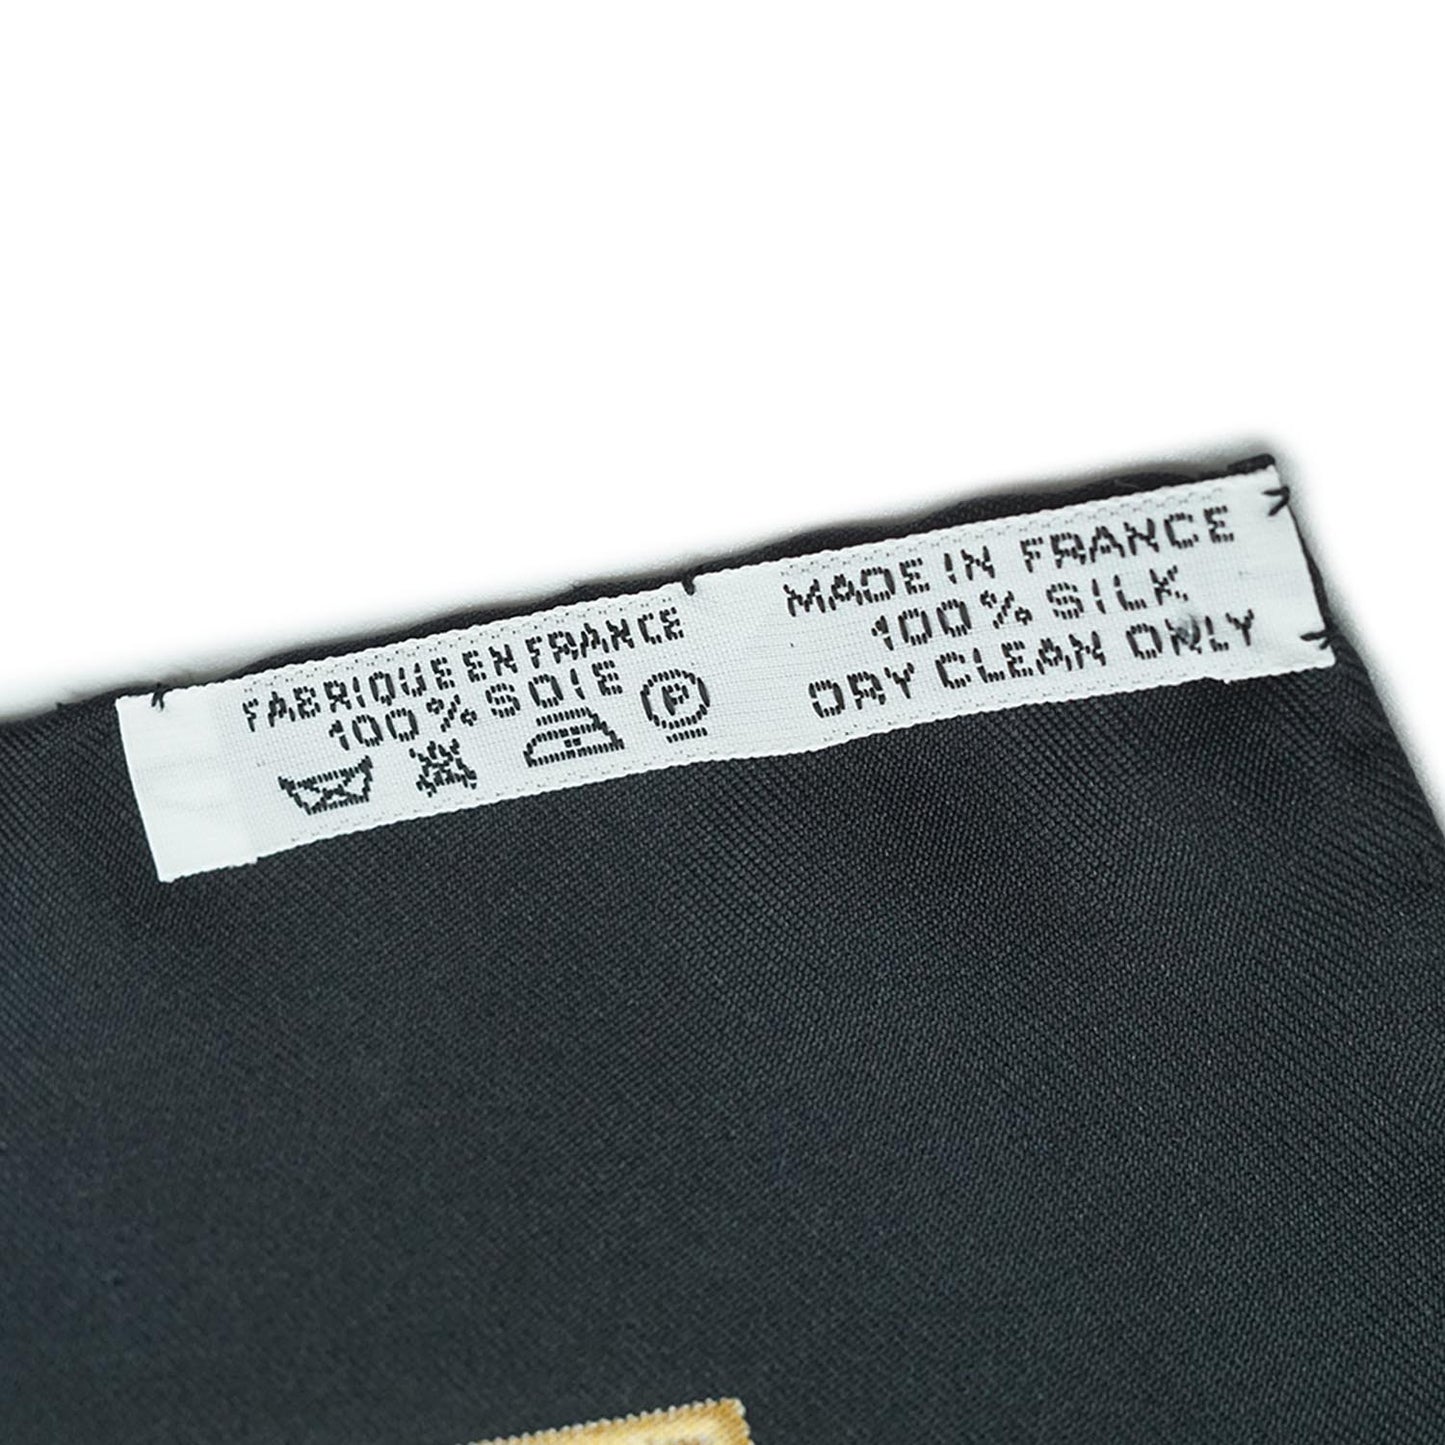 FABRIQUE EN FRANCE
100% SOIE
P
MADE IN FRANCE
100% SILK
DRY CLEAN ONLY